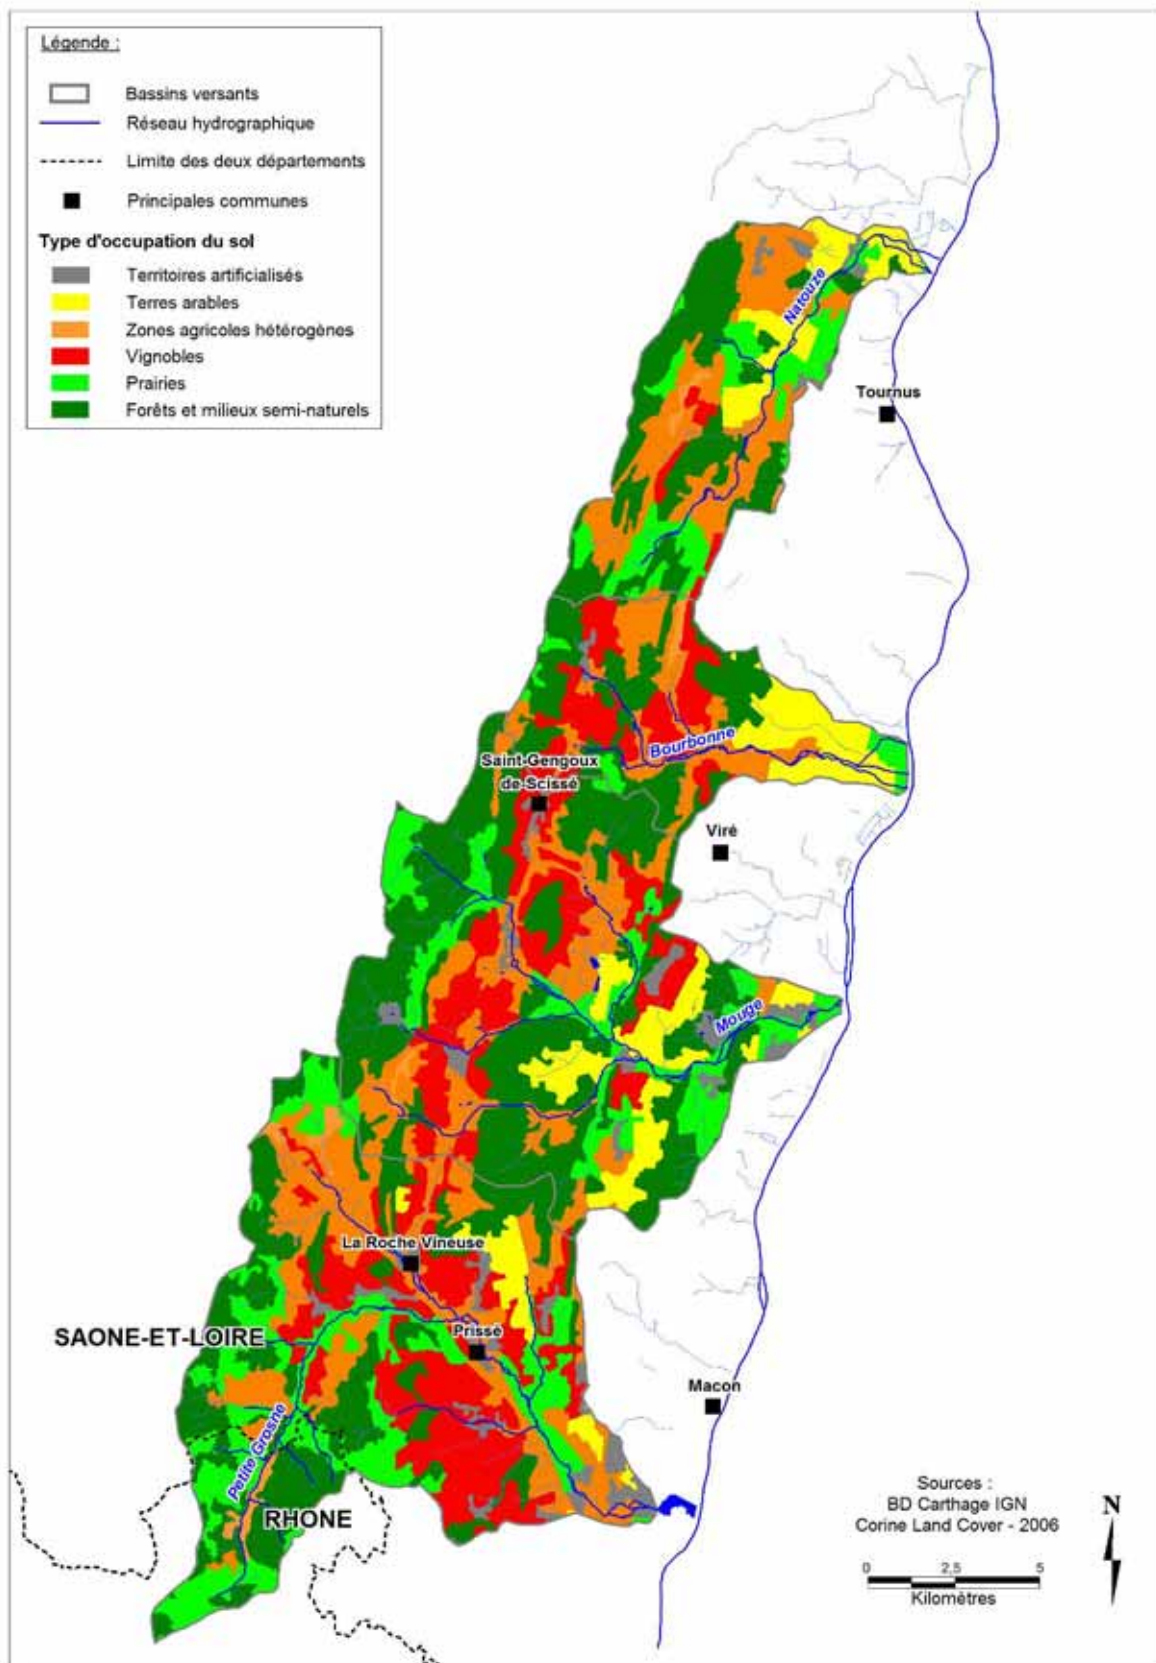 Légende :
Bassins versants
Réseau hydrographique
Limite des deux départements
Principales communes
Type d'occupation du sol
Territoires artificialisés
Terres arables
Zones agricoles hétérogènes
Vignobles
Prairies
Forêts et milieux semi-naturels
Natouze
Tournus
Bourbonne
Saint-Gengoux
de-Scissé
Viré
Mouge
La Roche Vineuse
SAONE-ET-LOIRE
Prissé
Macon
Petite Grosne
RHONE
Sources :
BD Carthage IGN
Corine Land Cover - 2006
N
0 2,5 5
Kilomètres